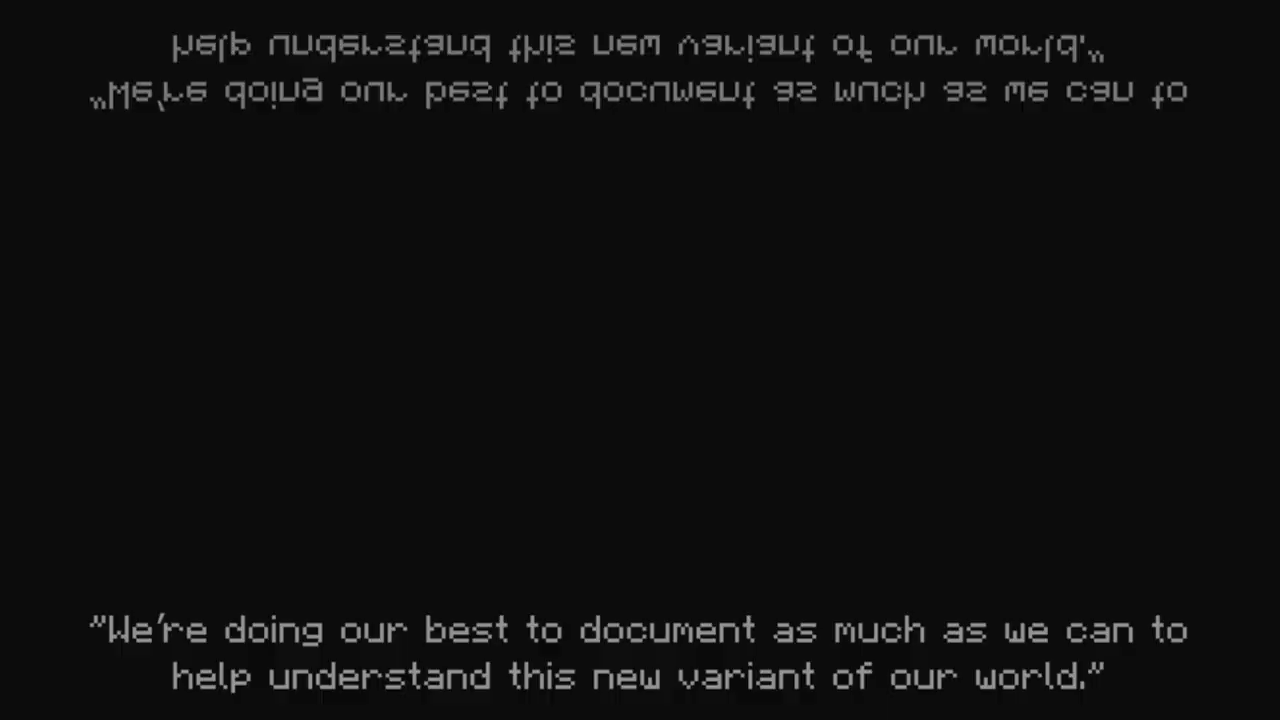 help understand this new variant of our world.”
“We’re doing our best to document as much as we can to
“We’re doing our best to document as much as we can to
help understand this new variant of our world.”